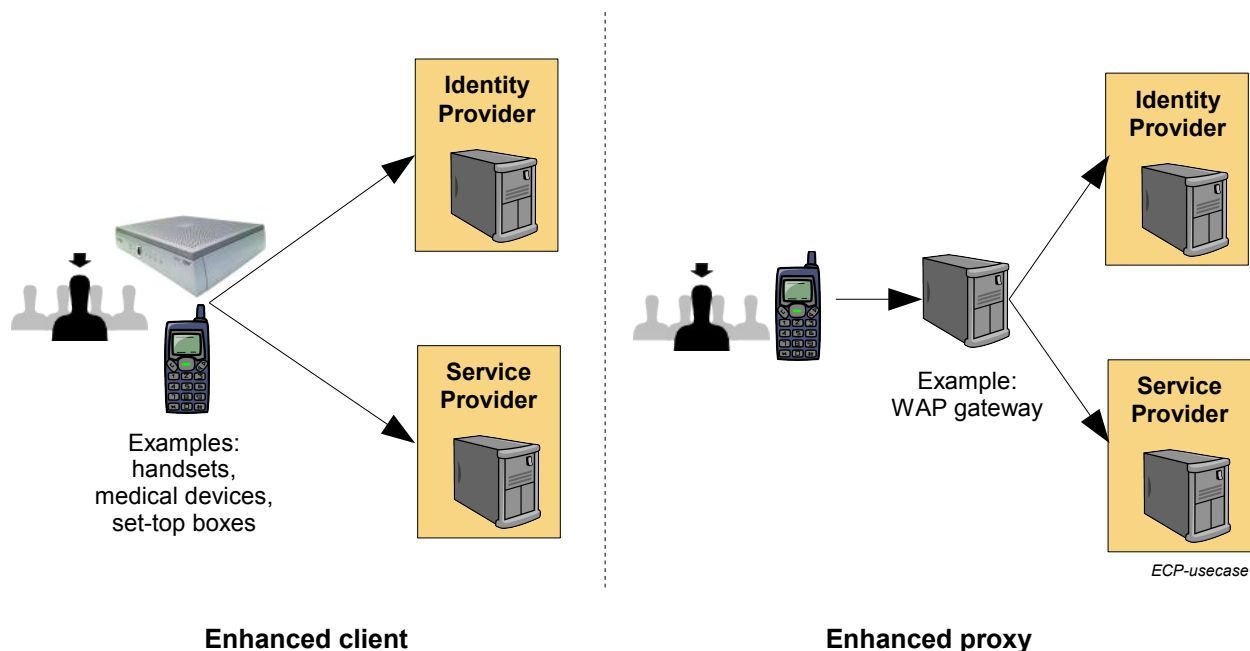 Identity
Provider
Service
Provider
Examples:
handsets,
medical devices,
set-top boxes
Enhanced client
Identity
Provider
Example:
WAP gateway
Service
Provider
ECP-usecase
Enhanced proxy